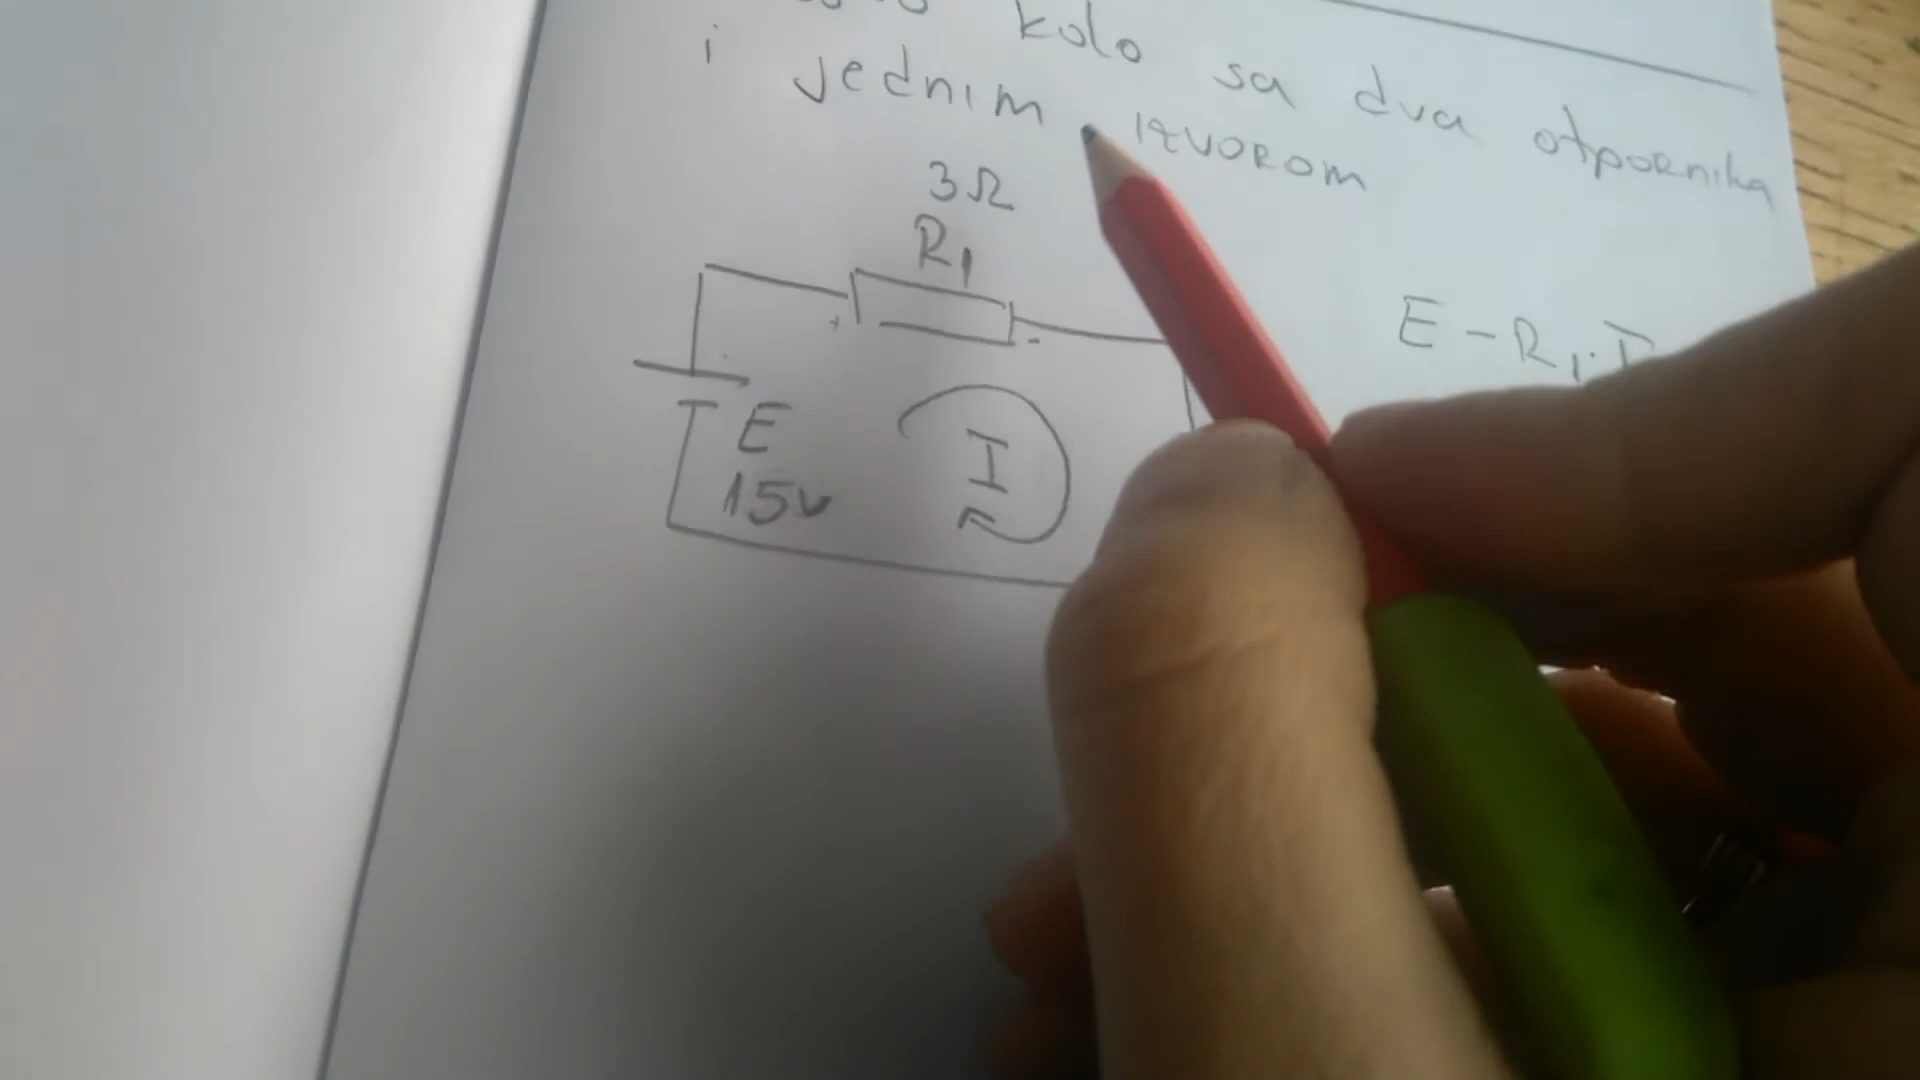 kolo sa dva otpornika
i jednim izvorom
3Ω
R1
E - R1·I
E
15v
I